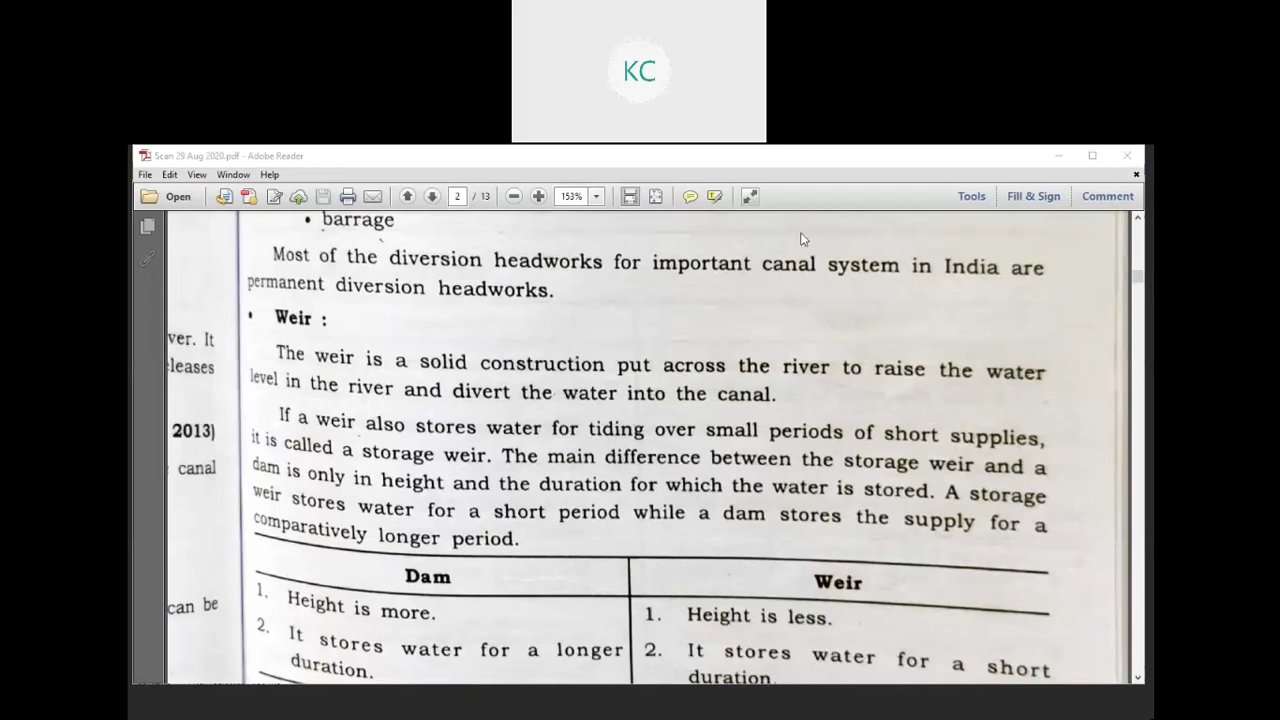 KC
Scan 29 Aug 2020.pdf - Adobe Reader
File Edit View Window Help
Open 2 / 13 153% Tools Fill & Sign Comment
• barrage
Most of the diversion headworks for important canal system in India are
permanent diversion headworks.
• Weir :
ver. It
The weir is a solid construction put across the river to raise the water
leases
level in the river and divert the water into the canal.
If a weir also stores water for tiding over small periods of short supplies,
2013)
it is called a storage weir. The main difference between the storage weir and a
canal
dam is only in height and the duration for which the water is stored. A storage
weir stores water for a short period while a dam stores the supply for a
comparatively longer period.
Dam Weir
can be
1. Height is more. 1. Height is less.
2. It stores water for a longer 2. It stores water for a short
duration. duration.